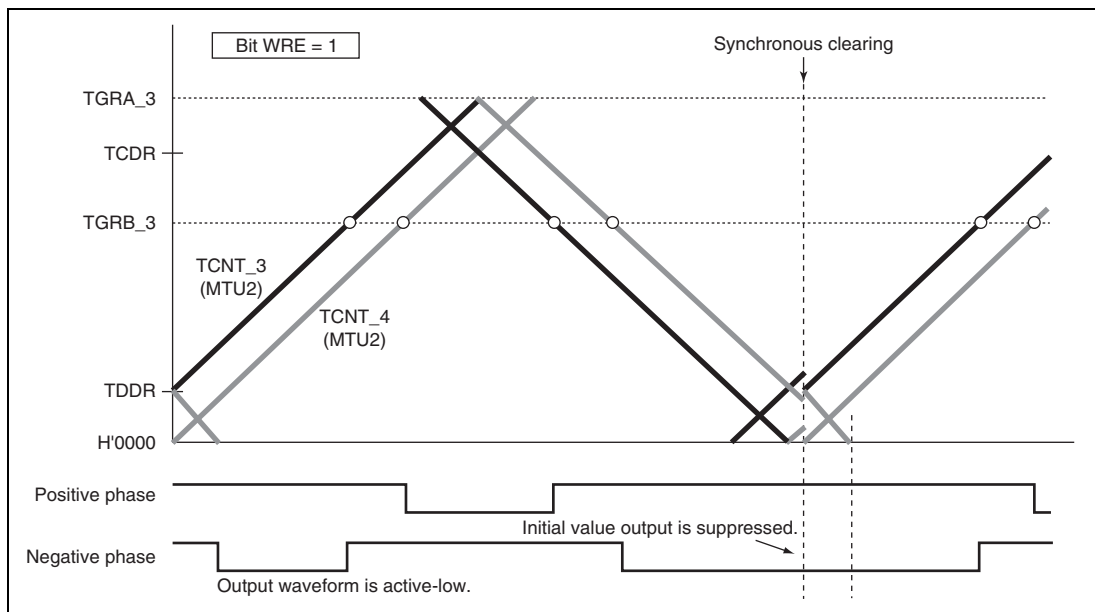 Bit WRE = 1
Synchronous clearing
TGRA_3
TCDR
TGRB_3
TCNT_3
(MTU2)
TCNT_4
(MTU2)
TDDR
H'0000
Positive phase
Initial value output is suppressed.
Negative phase
Output waveform is active-low.